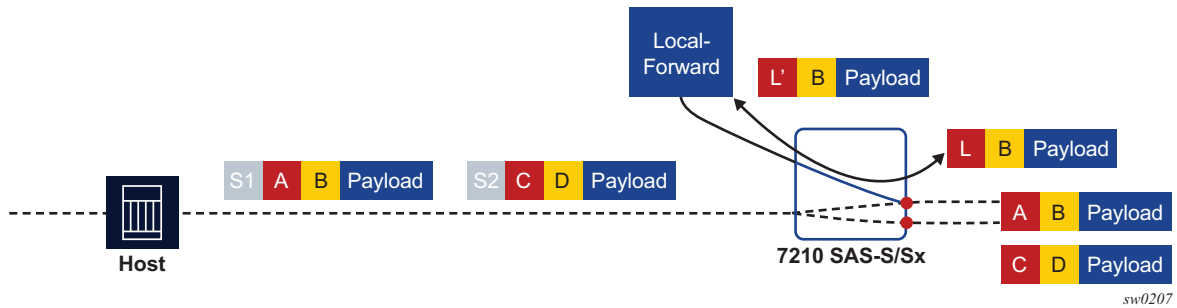 Local-
Forward
L' B Payload
L B Payload
S1 A B Payload
S2 C D Payload
A B Payload
Host
7210 SAS-S/Sx
C D Payload
sw0207